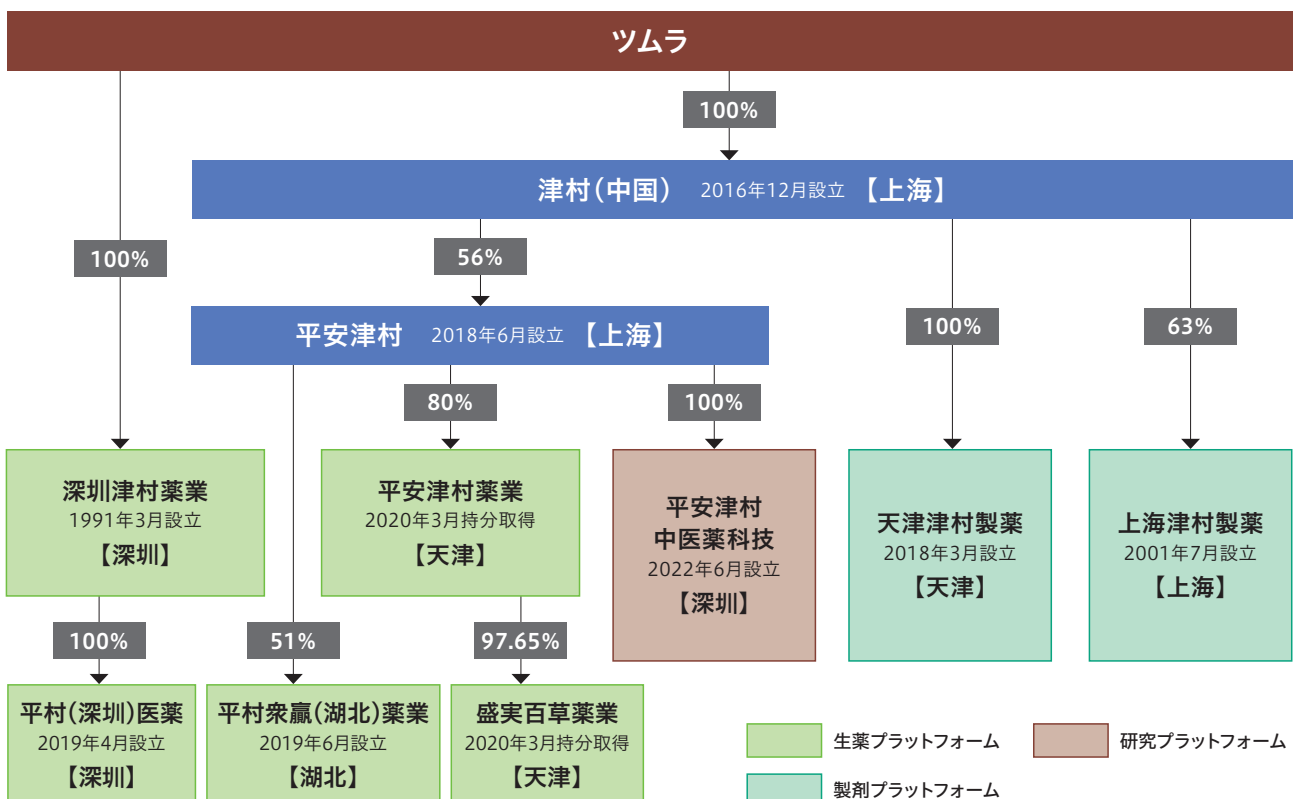 ツムラ
100%
津村(中国) 2016年12月設立 【上海】
100%
56%
平安津村 2018年6月設立 【上海】
100%
63%
80%
100%
深圳津村薬業
1991年3月設立
【深圳】
平安津村薬業
2020年3月持分取得
【天津】
平安津村
中医薬科技
2022年6月設立
【深圳】
天津津村製薬
2018年3月設立
【天津】
上海津村製薬
2001年7月設立
【上海】
100%
51%
97.65%
平村(深圳)医薬
2019年4月設立
【深圳】
平村衆贏(湖北)薬業
2019年6月設立
【湖北】
盛実百草薬業
2020年3月持分取得
【天津】
生薬プラットフォーム
研究プラットフォーム
製剤プラットフォーム